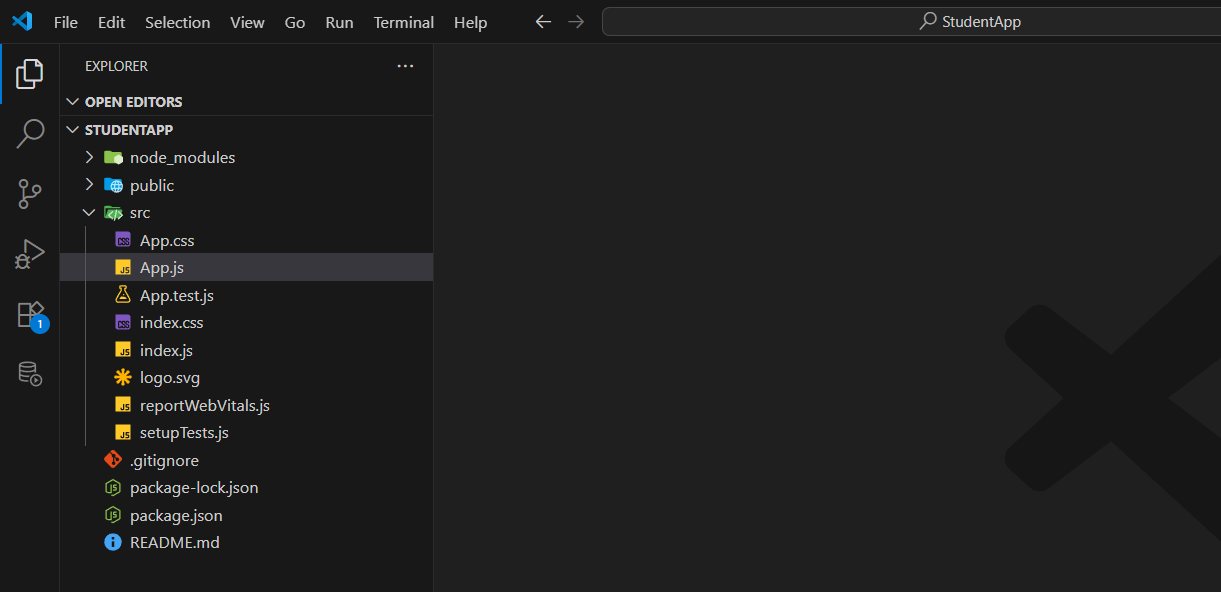 File Edit Selection View Go Run Terminal Help StudentApp
EXPLORER
OPEN EDITORS
STUDENTAPP
node_modules
public
src
App.css
App.js
App.test.js
index.css
1
index.js
logo.svg
reportWebVitals.js
setupTests.js
.gitignore
package-lock.json
package.json
README.md